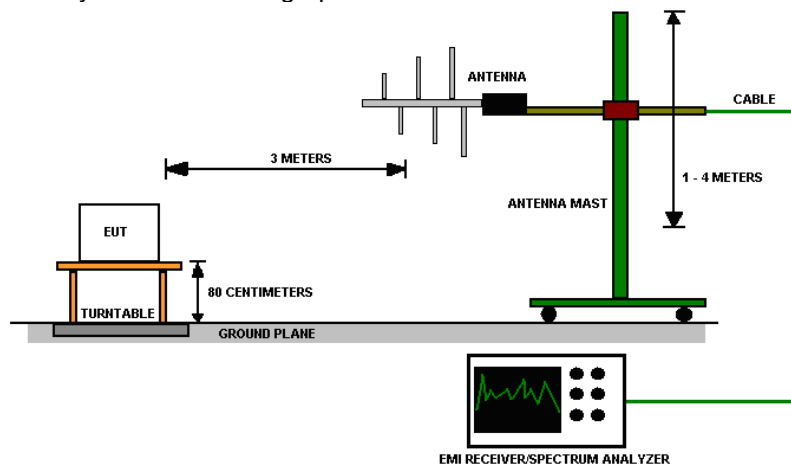 ANTENNA
CABLE
3 METERS
1 - 4 METERS
ANTENNA MAST
EUT
80 CENTIMETERS
TURNTABLE
GROUND PLANE
EMI RECEIVER/SPECTRUM ANALYZER